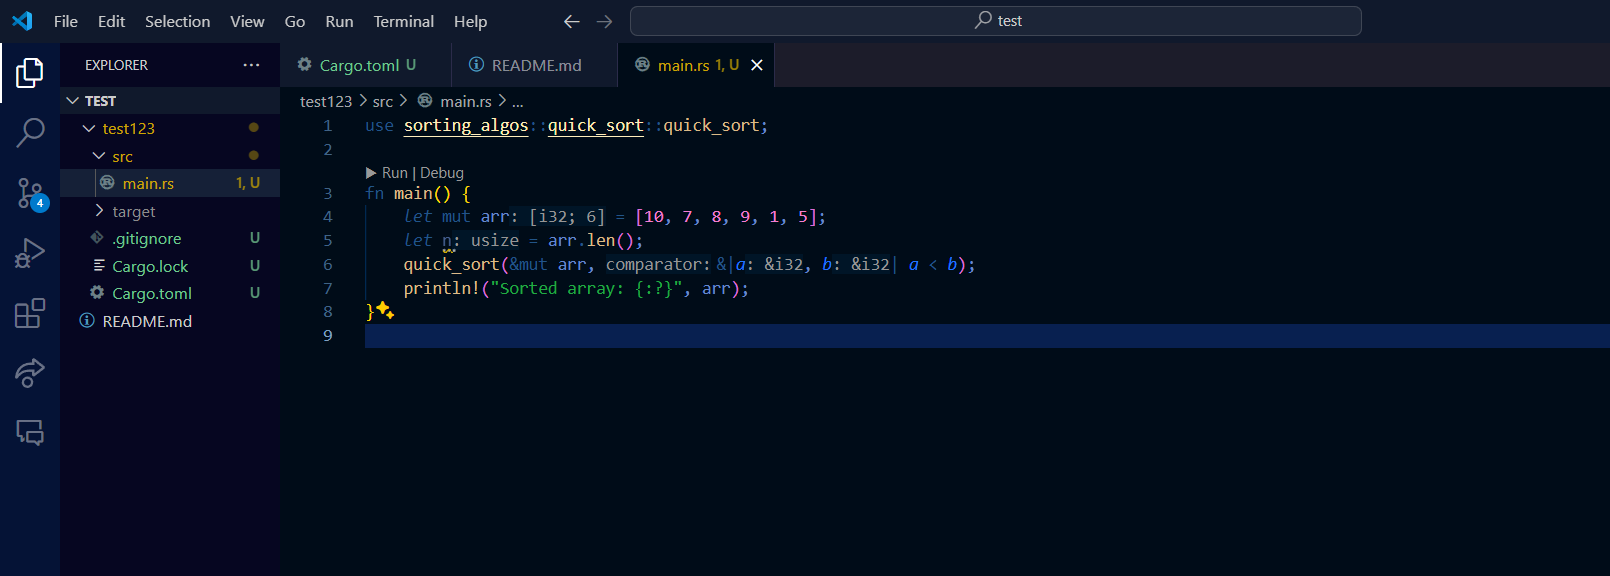 File Edit Selection View Go Run Terminal Help
test
EXPLORER ...
Cargo.toml U
README.md
main.rs 1, U
TEST
test123
src
main.rs 1, U
target
.gitignore U
Cargo.lock U
Cargo.toml U
README.md
4
test123 > src > main.rs > ...
1 use sorting_algos::quick_sort::quick_sort;
2
Run | Debug
3 fn main() {
4 let mut arr: [i32; 6] = [10, 7, 8, 9, 1, 5];
5 let n: usize = arr.len();
6 quick_sort(&mut arr, comparator: &|a: &i32, b: &i32| a < b);
7 println!("Sorted array: {:?}", arr);
8 }
9